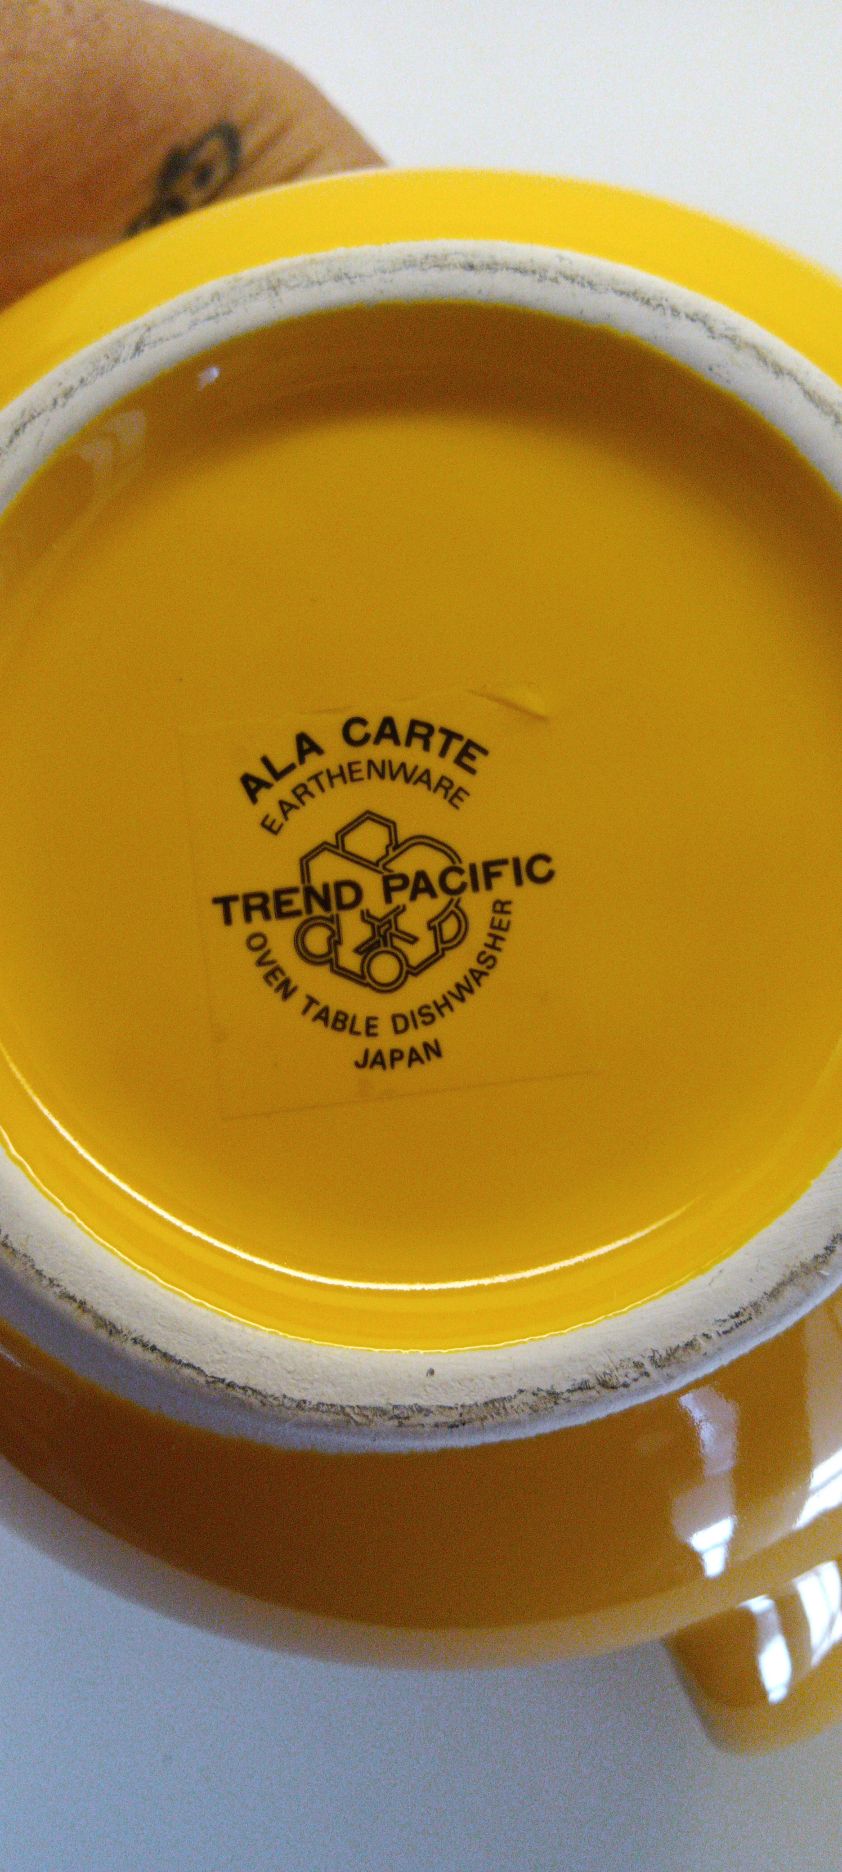 ALA CARTE
EARTHENWARE
TREND PACIFIC
OVEN TABLE DISHWASHER
JAPAN